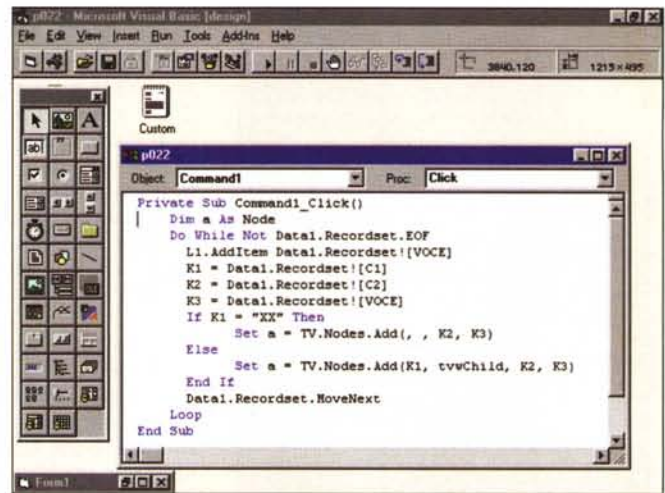 p022 - Microsoft Visual Basic [design]
File Edit View Insert Run Tools Add-Ins Help
3840,120 1215×495
A
ab|
Custom
p022
Object: Command1 Proc: Click
Private Sub Command1_Click()
Dim a As Node
Do While Not Data1.Recordset.EOF
L1.AddItem Data1.Recordset![VOCE]
K1 = Data1.Recordset![C1]
K2 = Data1.Recordset![C2]
K3 = Data1.Recordset![VOCE]
If K1 = "XX" Then
Set a = TV.Nodes.Add(, , K2, K3)
Else
Set a = TV.Nodes.Add(K1, tvwChild, K2, K3)
End If
Data1.Recordset.MoveNext
Loop
End Sub
Form1